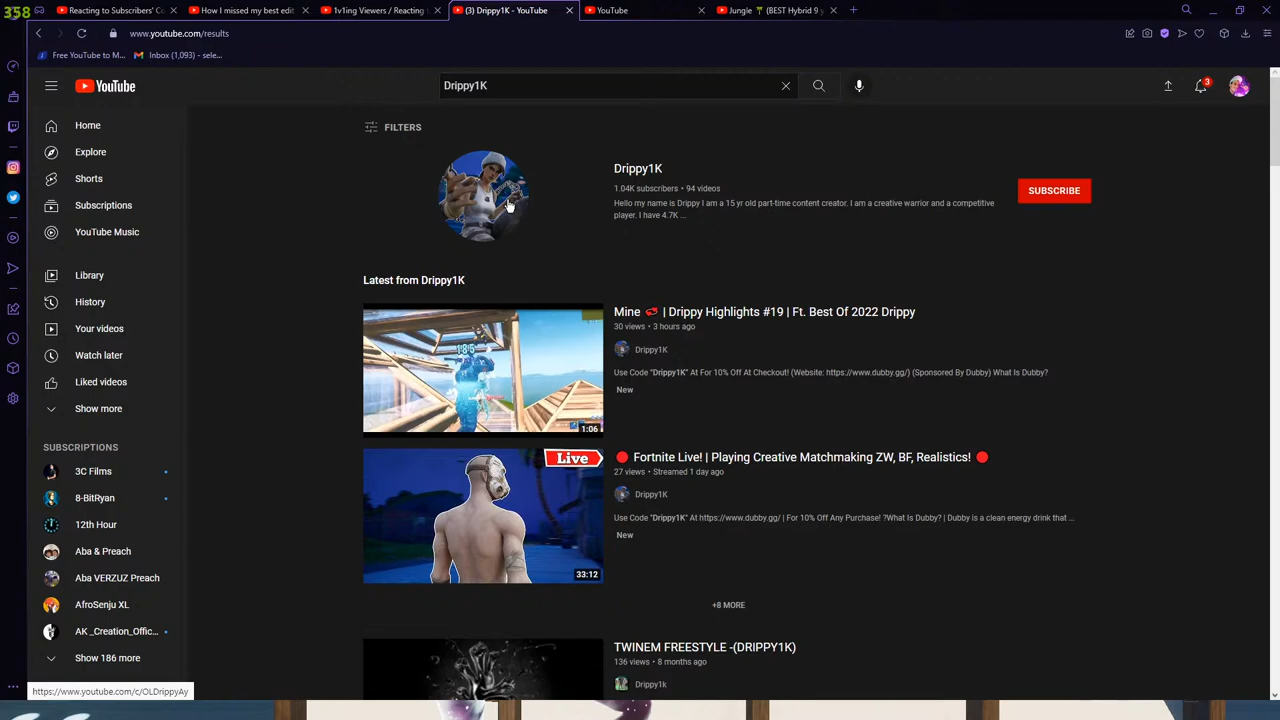 358
Reacting to Subscribers' Co
How I missed my best edit
1v1ing Viewers / Reacting t
(3) Drippy1K - YouTube
YouTube
Jungle 🌴 (BEST Hybrid 9 y
www.youtube.com/results
Free YouTube to M...
Inbox (1,093) - sele...
YouTube
Drippy1K
3
Home
Explore
Shorts
Subscriptions
YouTube Music
Library
History
Your videos
Watch later
Liked videos
Show more
SUBSCRIPTIONS
3C Films
8-BitRyan
12th Hour
Aba & Preach
Aba VERZUZ Preach
AfroSenju XL
AK _Creation_Offic...
Show 186 more
https://www.youtube.com/c/OLDrippyAy
FILTERS
Drippy1K
1.04K subscribers • 94 videos
Hello my name is Drippy I am a 15 yr old part-time content creator. I am a creative warrior and a competitive
player. I have 4.7K ...
SUBSCRIBE
Latest from Drippy1K
185
1:06
Mine 💋 | Drippy Highlights #19 | Ft. Best Of 2022 Drippy
30 views • 3 hours ago
Drippy1K
Use Code "Drippy1K" At For 10% Off At Checkout! (Website: https://www.dubby.gg/) (Sponsored By Dubby) What Is Dubby?
New
Live
33:12
🔴 Fortnite Live! | Playing Creative Matchmaking ZW, BF, Realistics! 🔴
27 views • Streamed 1 day ago
Drippy1K
Use Code "Drippy1K" At https://www.dubby.gg/ | For 10% Off Any Purchase! ?What Is Dubby? | Dubby is a clean energy drink that ...
New
+8 MORE
TWINEM FREESTYLE -(DRIPPY1K)
136 views • 8 months ago
Drippy1k